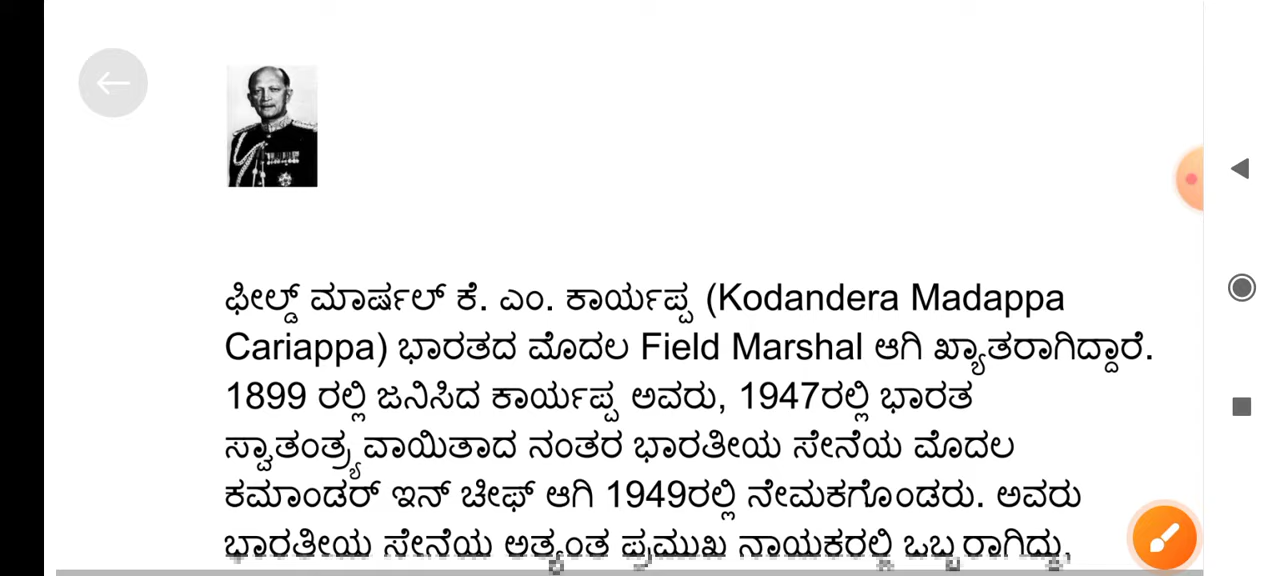 ಫೀಲ್ಡ್ ಮಾರ್ಷಲ್ ಕೆ. ಎಂ. ಕಾರ್ಯಪ್ಪ (Kodandera Madappa
Cariappa) ಭಾರತದ ಮೊದಲ Field Marshal ಆಗಿ ಖ್ಯಾತರಾಗಿದ್ದಾರೆ.
1899 ರಲ್ಲಿ ಜನಿಸಿದ ಕಾರ್ಯಪ್ಪ ಅವರು, 1947ರಲ್ಲಿ ಭಾರತ
ಸ್ವಾತಂತ್ರ್ಯವಾಯಿತಾದ ನಂತರ ಭಾರತೀಯ ಸೇನೆಯ ಮೊದಲ
ಕಮಾಂಡರ್ ಇನ್ ಚೀಫ್ ಆಗಿ 1949ರಲ್ಲಿ ನೇಮಕಗೊಂಡರು. ಅವರು
ಭಾರತೀಯ ಸೇನೆಯ ಅತ್ಯಂತ ಪ್ರಮುಖ ನಾಯಕರಲ್ಲಿ ಒಬ್ಬರಾಗಿದ್ದು,